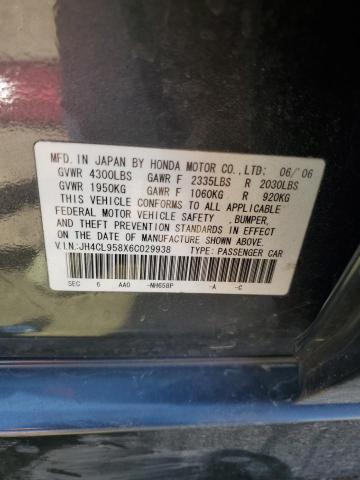 MFD. IN JAPAN BY HONDA MOTOR CO., LTD. 06/'06
GVWR 4300LBS GAWR F 2335LBS R 2030LBS
GVWR 1950KG GAWR F 1060KG R 920KG
THIS VEHICLE CONFORMS TO ALL APPLICABLE
FEDERAL MOTOR VEHICLE SAFETY, BUMPER,
AND THEFT PREVENTION STANDARDS IN EFFECT
ON THE DATE OF MANUFACTURE SHOWN ABOVE.
V.I.N.:JH4CL958X6C029938 TYPE: PASSENGER CAR
SEC 6 AAO -NH658P -A -C